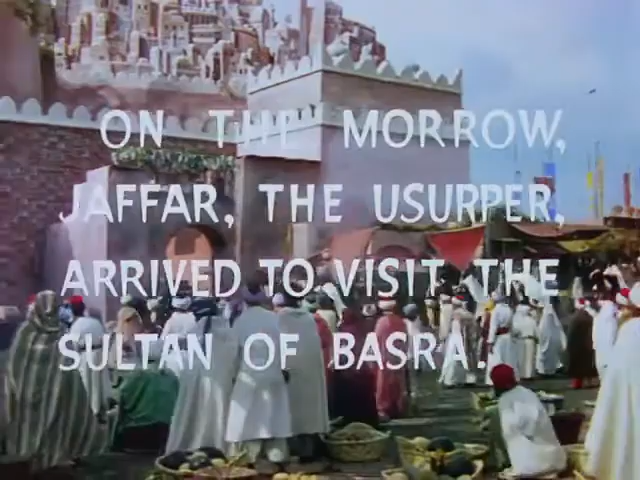 ON THE MORROW,
JAFFAR, THE USURPER,
ARRIVED TO VISIT THE
SULTAN OF BASRA.